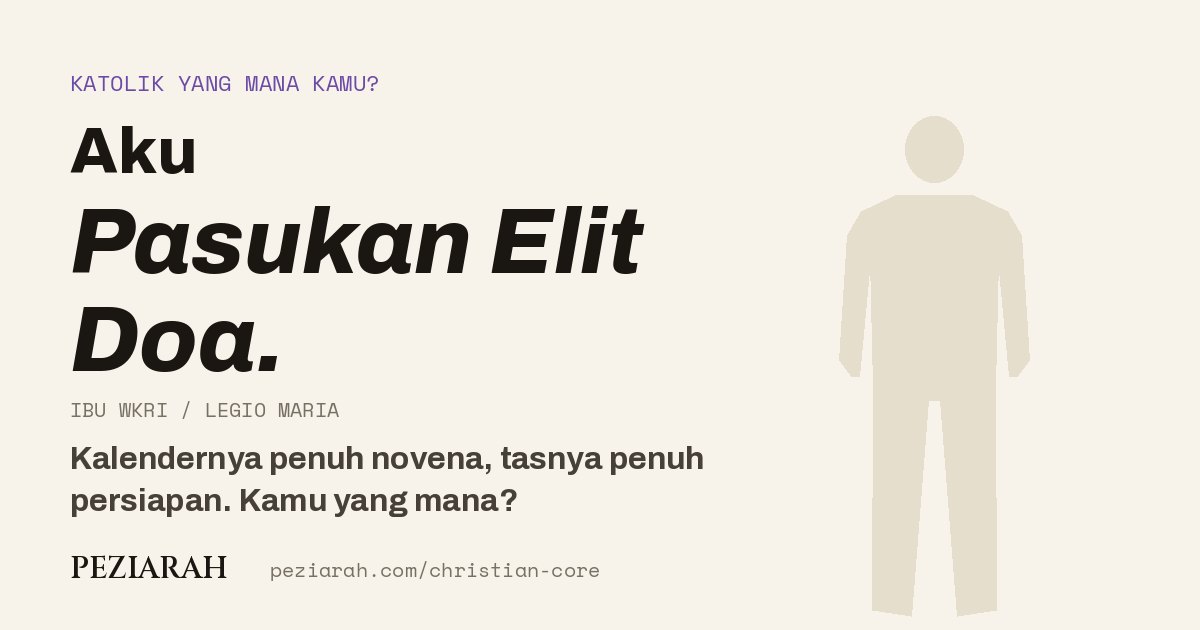 KATOLIK YANG MANA KAMU?
Aku
Pasukan Elit
Doa.
IBU WKRI / LEGIO MARIA
Kalendernya penuh novena, tasnya penuh
persiapan. Kamu yang mana?
PEZIARAH peziarah.com/christian-core